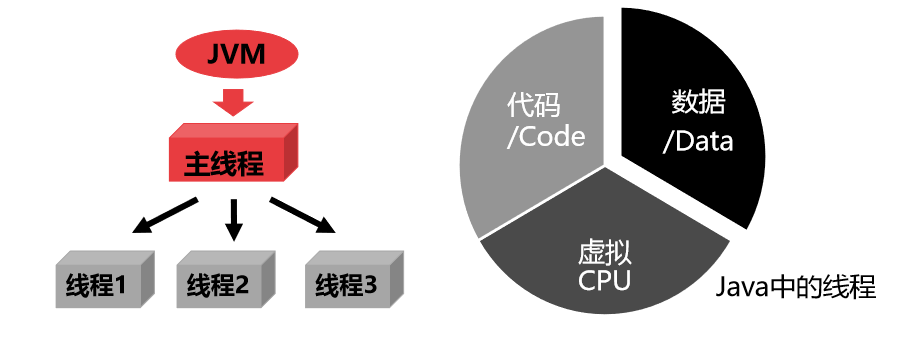 JVM
主线程
线程1
线程2
线程3
代码
/Code
数据
/Data
虚拟
CPU
Java中的线程